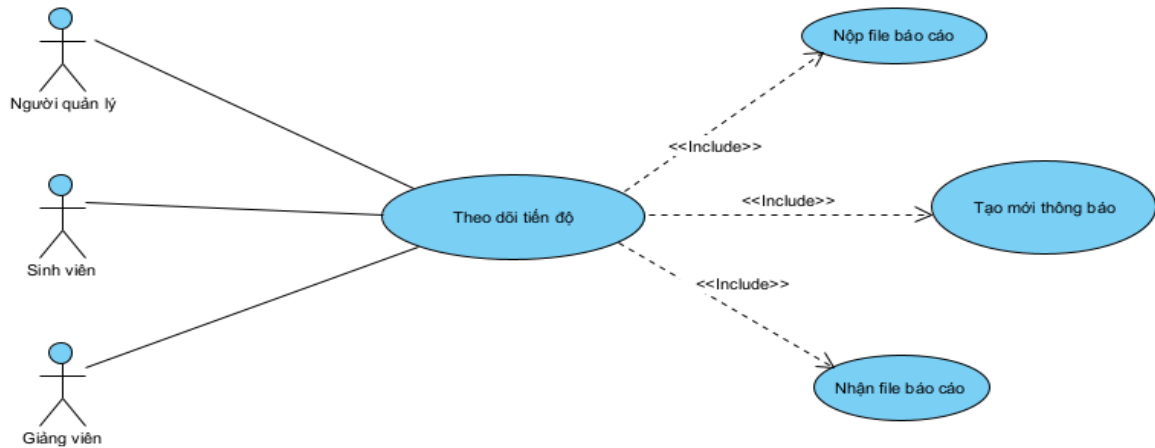 Nộp file báo cáo
Người quản lý
<<Include>>
Theo dõi tiến độ
<<Include>>
Tạo mới thông báo
Sinh viên
<<Include>>
Nhận file báo cáo
Giảng viên